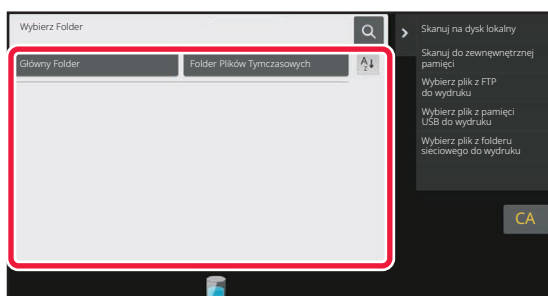 Wybierz Folder
Główny Folder
Folder Plików Tymczasowych
A
Z
Skanuj na dysk lokalny
Skanuj do zewnęwnętrznej
pamięci
Wybierz plik z FTP
do wydruku
Wybierz plik z pamięci
USB do wydruku
Wybierz plik z folderu
sieciowego do wydruku
CA